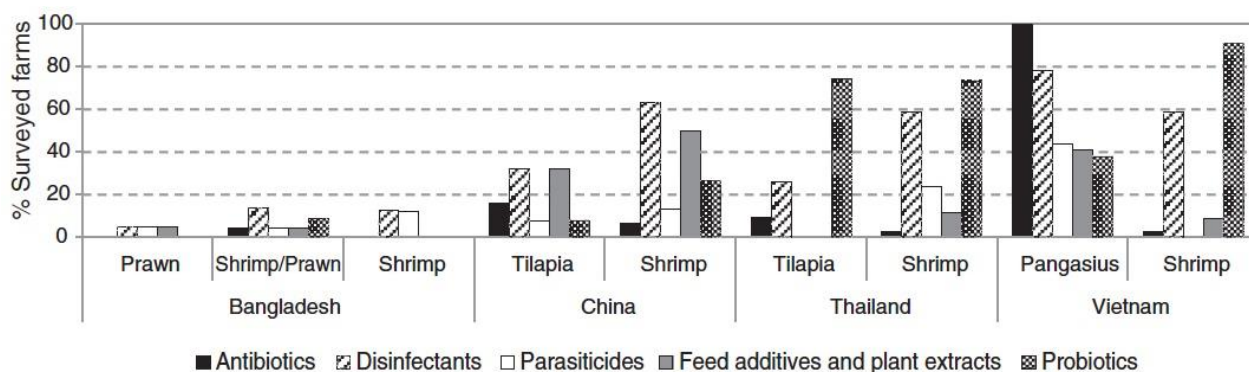 % Surveyed farms
100
80
60
40
20
0
Prawn Shrimp/Prawn Shrimp Tilapia Shrimp Tilapia Shrimp Pangasius Shrimp
Bangladesh China Thailand Vietnam
Antibiotics Disinfectants Parasiticides Feed additives and plant extracts Probiotics